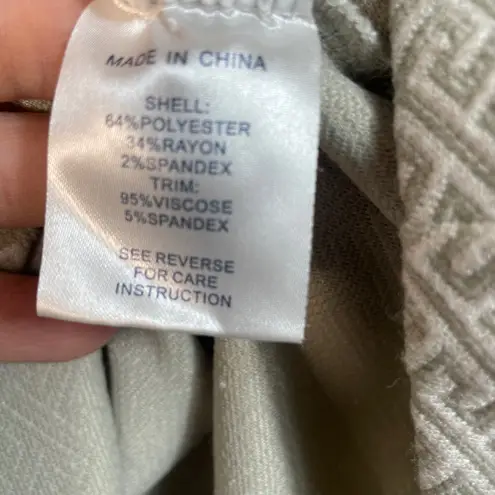 MADE IN CHINA
SHELL:
64%POLYESTER
34%RAYON
2%SPANDEX
TRIM:
95%VISCOSE
5%SPANDEX
SEE REVERSE
FOR CARE
INSTRUCTION